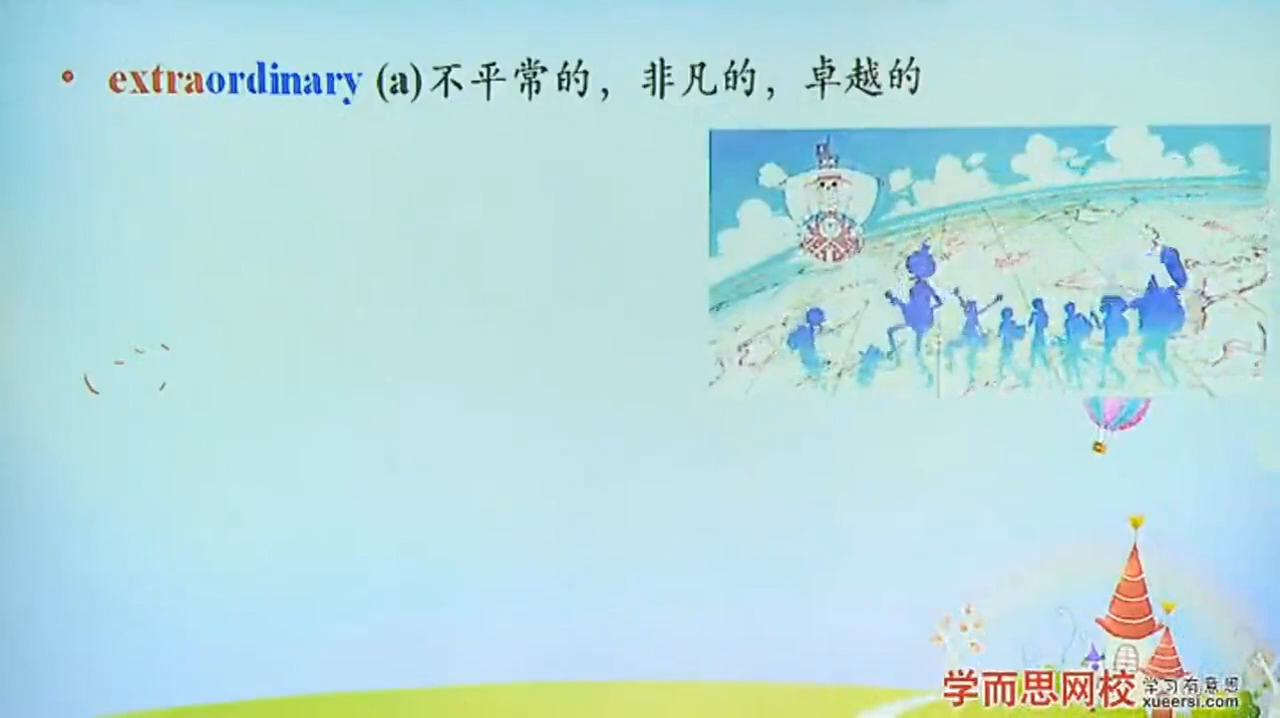 • extraordinary (a)不平常的，非凡的，卓越的
学而思网校 学习有意思
xueersi.com